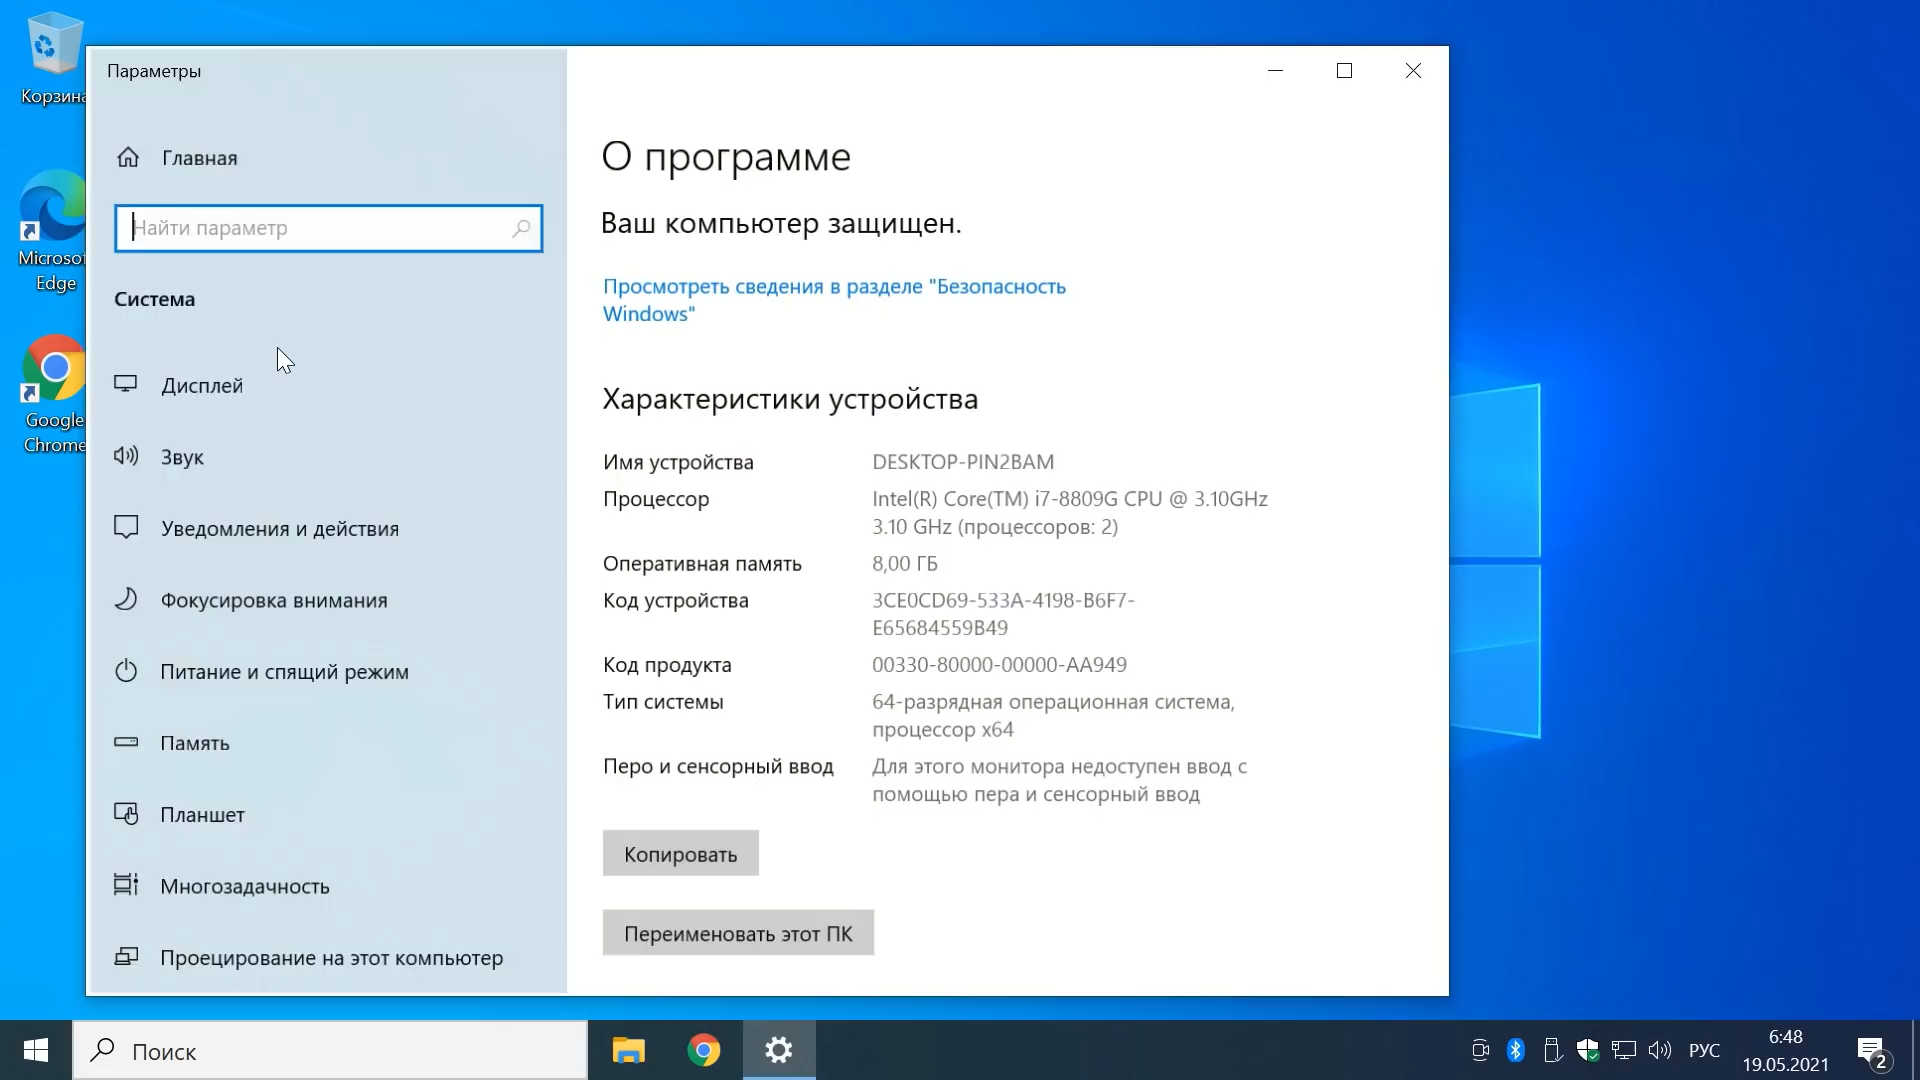 Корзина
Microsof
Edge
Google
Chrome
Параметры
Главная
Найти параметр
Система
Дисплей
Звук
Уведомления и действия
Фокусировка внимания
Питание и спящий режим
Память
Планшет
Многозадачность
Проецирование на этот компьютер
О программе
Ваш компьютер защищен.
Просмотреть сведения в разделе "Безопасность
Windows"
Характеристики устройства
Имя устройства DESKTOP-PIN2BAM
Процессор Intel(R) Core(TM) i7-8809G CPU @ 3.10GHz
3.10 GHz (процессоров: 2)
Оперативная память 8,00 ГБ
Код устройства 3CE0CD69-533A-4198-B6F7-
E65684559B49
Код продукта 00330-80000-00000-AA949
Тип системы 64-разрядная операционная система,
процессор x64
Перо и сенсорный ввод Для этого монитора недоступен ввод с
помощью пера и сенсорный ввод
Копировать
Переименовать этот ПК
Поиск
РУС
6:48
19.05.2021
2